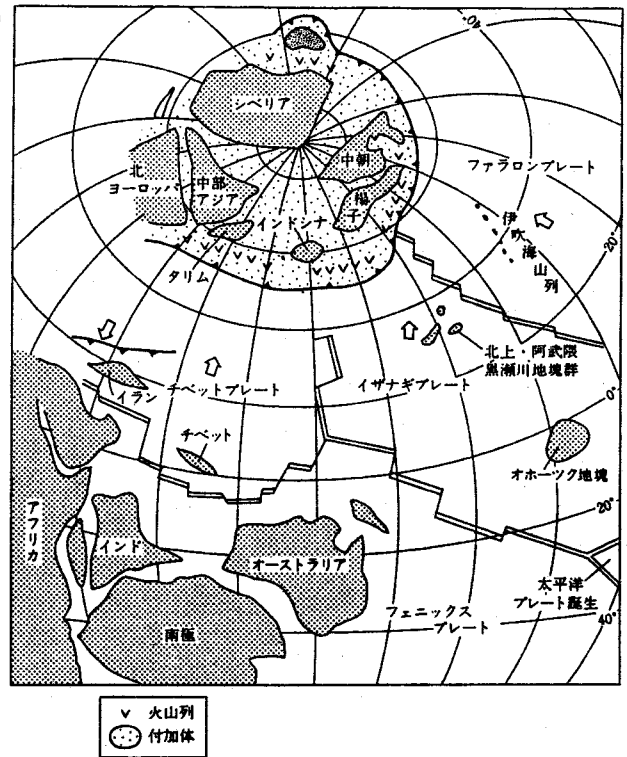 40°
シベリア
北
ヨーロッパ
中部
アジア
中朝
揚子
インドシナ
タリム
ファラロンプレート
伊吹海山列
20°
北上・阿武隈
黒瀬川地塊群
イザナギプレート
チベットプレート
イラン
0°
チベット
オホーツク地塊
アフリカ
インド
オーストラリア
20°
太平洋
プレート誕生
フェニックス
プレート
40°
南極
火山列
付加体